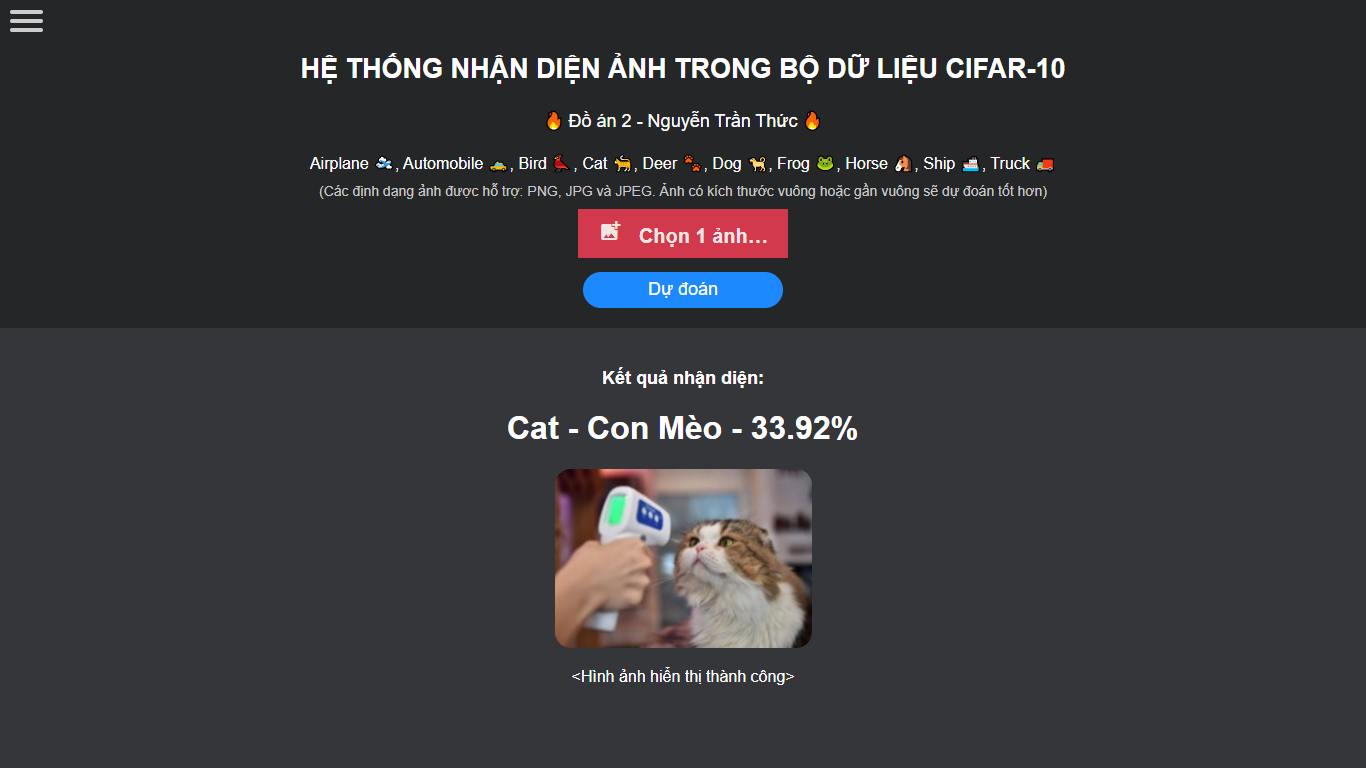 HỆ THỐNG NHẬN DIỆN ẢNH TRONG BỘ DỮ LIỆU CIFAR-10
🔥 Đồ án 2 - Nguyễn Trần Thức 🔥
Airplane 🛩, Automobile 🚕, Bird 🐦, Cat 🐈, Deer 🐾, Dog 🐕, Frog 🐸, Horse 🐴, Ship 🚢, Truck 🚚
(Các định dạng ảnh được hỗ trợ: PNG, JPG và JPEG. Ảnh có kích thước vuông hoặc gần vuông sẽ dự đoán tốt hơn)
Chọn 1 ảnh...
Dự đoán
Kết quả nhận diện:
Cat - Con Mèo - 33.92%
<Hình ảnh hiển thị thành công>